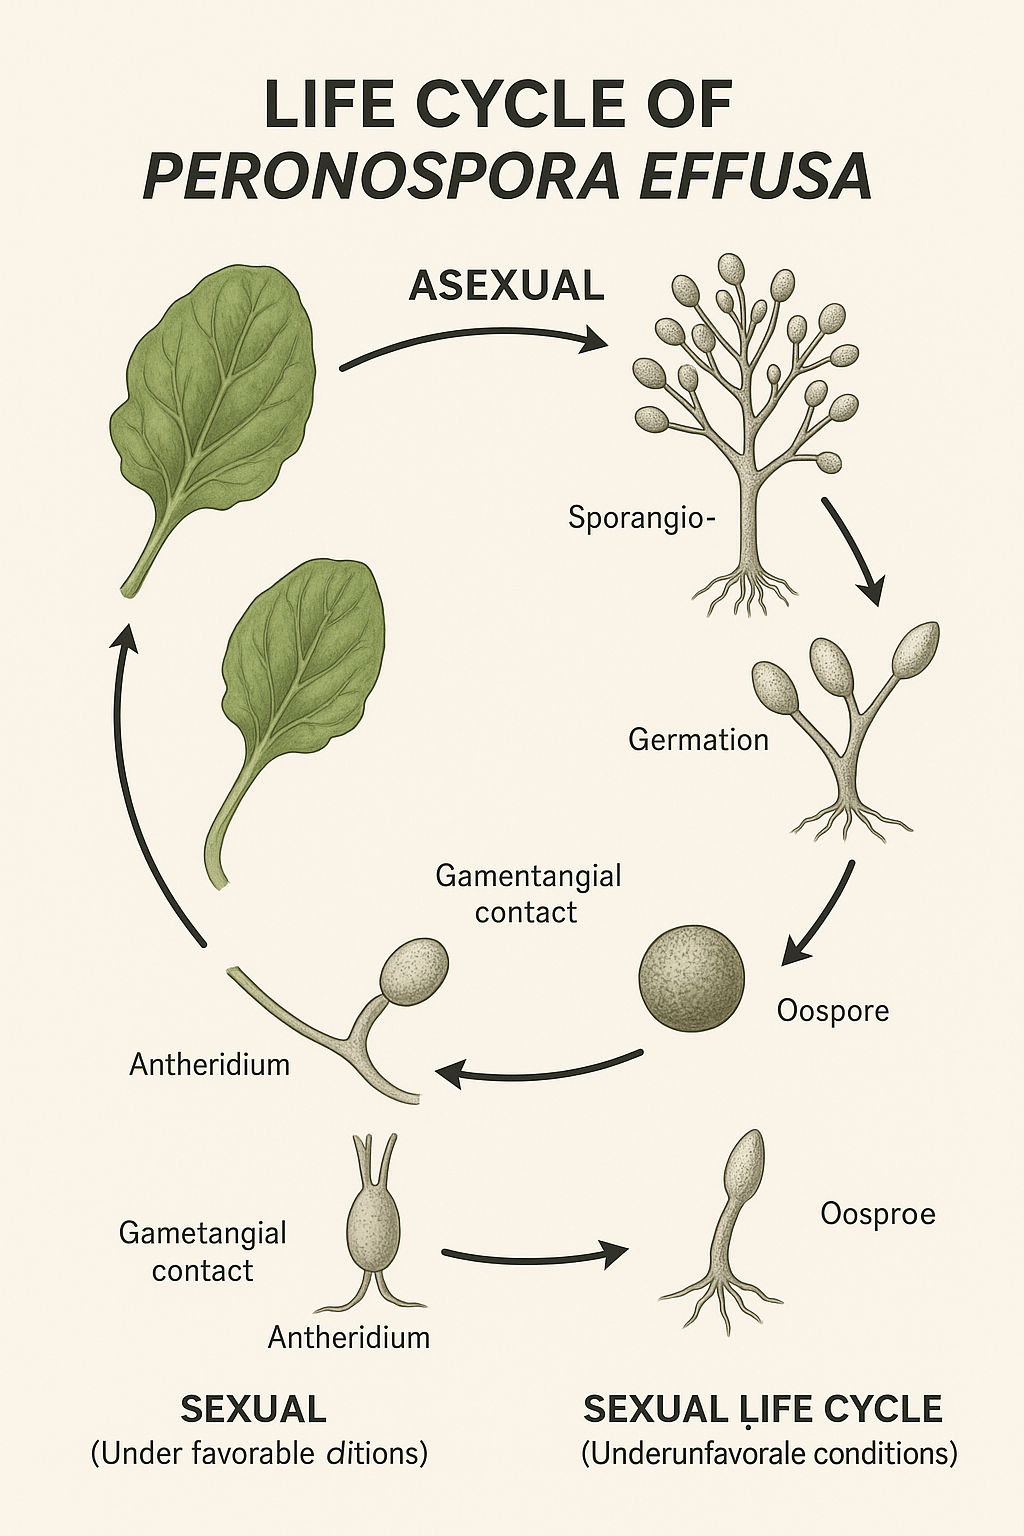 LIFE CYCLE OF
PERONOSPORA EFFUSA
ASEXUAL
Sporangio-
Germation
Gamentangial
contact
Oospore
Antheridium
Gametangial
contact
Oosproe
Antheridium
SEXUAL
(Under favorable ditions)
SEXUAL ḶIFE CYCLE
(Underunfavorale conditions)